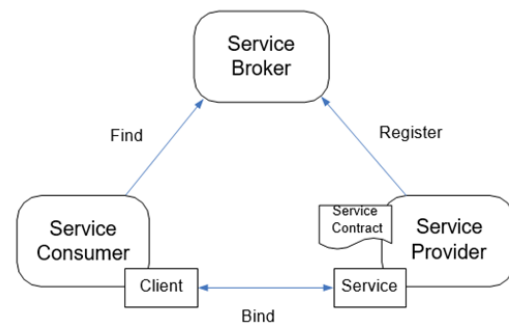 Service
Broker
Find
Register
Service
Consumer
Service
Contract
Service
Provider
Client
Service
Bind